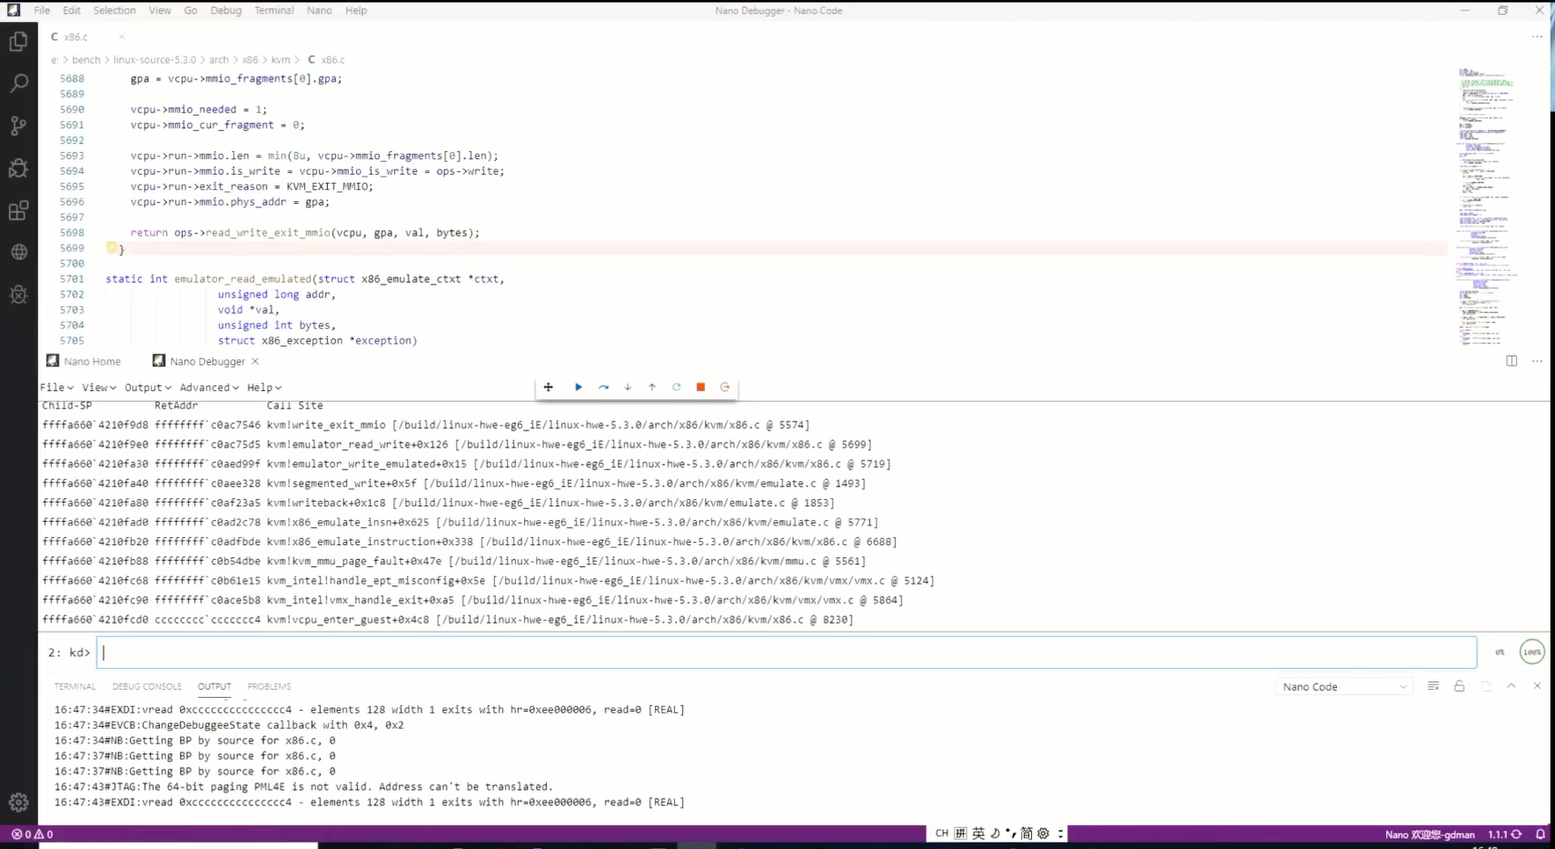 File Edit Selection View Go Debug Terminal Nano Help Nano Debugger - Nano Code
C x86.c
e: > bench > linux-source-5.3.0 > arch > x86 > kvm > C x86.c
5688 gpa = vcpu->mmio_fragments[0].gpa;
5689
5690 vcpu->mmio_needed = 1;
5691 vcpu->mmio_cur_fragment = 0;
5692
5693 vcpu->run->mmio.len = min(8u, vcpu->mmio_fragments[0].len);
5694 vcpu->run->mmio.is_write = vcpu->mmio_is_write = ops->write;
5695 vcpu->run->exit_reason = KVM_EXIT_MMIO;
5696 vcpu->run->mmio.phys_addr = gpa;
5697
5698 return ops->read_write_exit_mmio(vcpu, gpa, val, bytes);
5699 }
5700
5701 static int emulator_read_emulated(struct x86_emulate_ctxt *ctxt,
5702 unsigned long addr,
5703 void *val,
5704 unsigned int bytes,
5705 struct x86_exception *exception)
Nano Home Nano Debugger
File View Output Advanced Help
Child-SP RetAddr Call Site
ffffa660`4210f9d8 ffffffff`c0ac7546 kvm!write_exit_mmio [/build/linux-hwe-eg6_iE/linux-hwe-5.3.0/arch/x86/kvm/x86.c @ 5574]
ffffa660`4210f9e0 ffffffff`c0ac75d5 kvm!emulator_read_write+0x126 [/build/linux-hwe-eg6_iE/linux-hwe-5.3.0/arch/x86/kvm/x86.c @ 5699]
ffffa660`4210fa30 ffffffff`c0aed99f kvm!emulator_write_emulated+0x15 [/build/linux-hwe-eg6_iE/linux-hwe-5.3.0/arch/x86/kvm/x86.c @ 5719]
ffffa660`4210fa40 ffffffff`c0aee328 kvm!segmented_write+0x5f [/build/linux-hwe-eg6_iE/linux-hwe-5.3.0/arch/x86/kvm/emulate.c @ 1493]
ffffa660`4210fa80 ffffffff`c0af23a5 kvm!writeback+0x1c8 [/build/linux-hwe-eg6_iE/linux-hwe-5.3.0/arch/x86/kvm/emulate.c @ 1853]
ffffa660`4210fad0 ffffffff`c0ad2c78 kvm!x86_emulate_insn+0x625 [/build/linux-hwe-eg6_iE/linux-hwe-5.3.0/arch/x86/kvm/emulate.c @ 5771]
ffffa660`4210fb20 ffffffff`c0adfbde kvm!x86_emulate_instruction+0x338 [/build/linux-hwe-eg6_iE/linux-hwe-5.3.0/arch/x86/kvm/x86.c @ 6688]
ffffa660`4210fb88 ffffffff`c0b54dbe kvm!kvm_mmu_page_fault+0x47e [/build/linux-hwe-eg6_iE/linux-hwe-5.3.0/arch/x86/kvm/mmu.c @ 5561]
ffffa660`4210fc68 ffffffff`c0b61e15 kvm_intel!handle_ept_misconfig+0x5e [/build/linux-hwe-eg6_iE/linux-hwe-5.3.0/arch/x86/kvm/vmx/vmx.c @ 5124]
ffffa660`4210fc90 ffffffff`c0ace5b8 kvm_intel!vmx_handle_exit+0xa5 [/build/linux-hwe-eg6_iE/linux-hwe-5.3.0/arch/x86/kvm/vmx/vmx.c @ 5864]
ffffa660`4210fcd0 cccccccc`ccccccc4 kvm!vcpu_enter_guest+0x4c8 [/build/linux-hwe-eg6_iE/linux-hwe-5.3.0/arch/x86/kvm/x86.c @ 8230]
2: kd> 0% 100%
TERMINAL DEBUG CONSOLE OUTPUT PROBLEMS Nano Code
16:47:34#EXDI:vread 0xccccccccccccccc4 - elements 128 width 1 exits with hr=0xee000006, read=0 [REAL]
16:47:34#EVCB:ChangeDebuggeeState callback with 0x4, 0x2
16:47:34#NB:Getting BP by source for x86.c, 0
16:47:37#NB:Getting BP by source for x86.c, 0
16:47:37#NB:Getting BP by source for x86.c, 0
16:47:43#JTAG:The 64-bit paging PML4E is not valid. Address can't be translated.
16:47:43#EXDI:vread 0xccccccccccccccc4 - elements 128 width 1 exits with hr=0xee000006, read=0 [REAL]
0 0 CH 拼 英 简 Nano 欢迎您-gdman 1.1.1